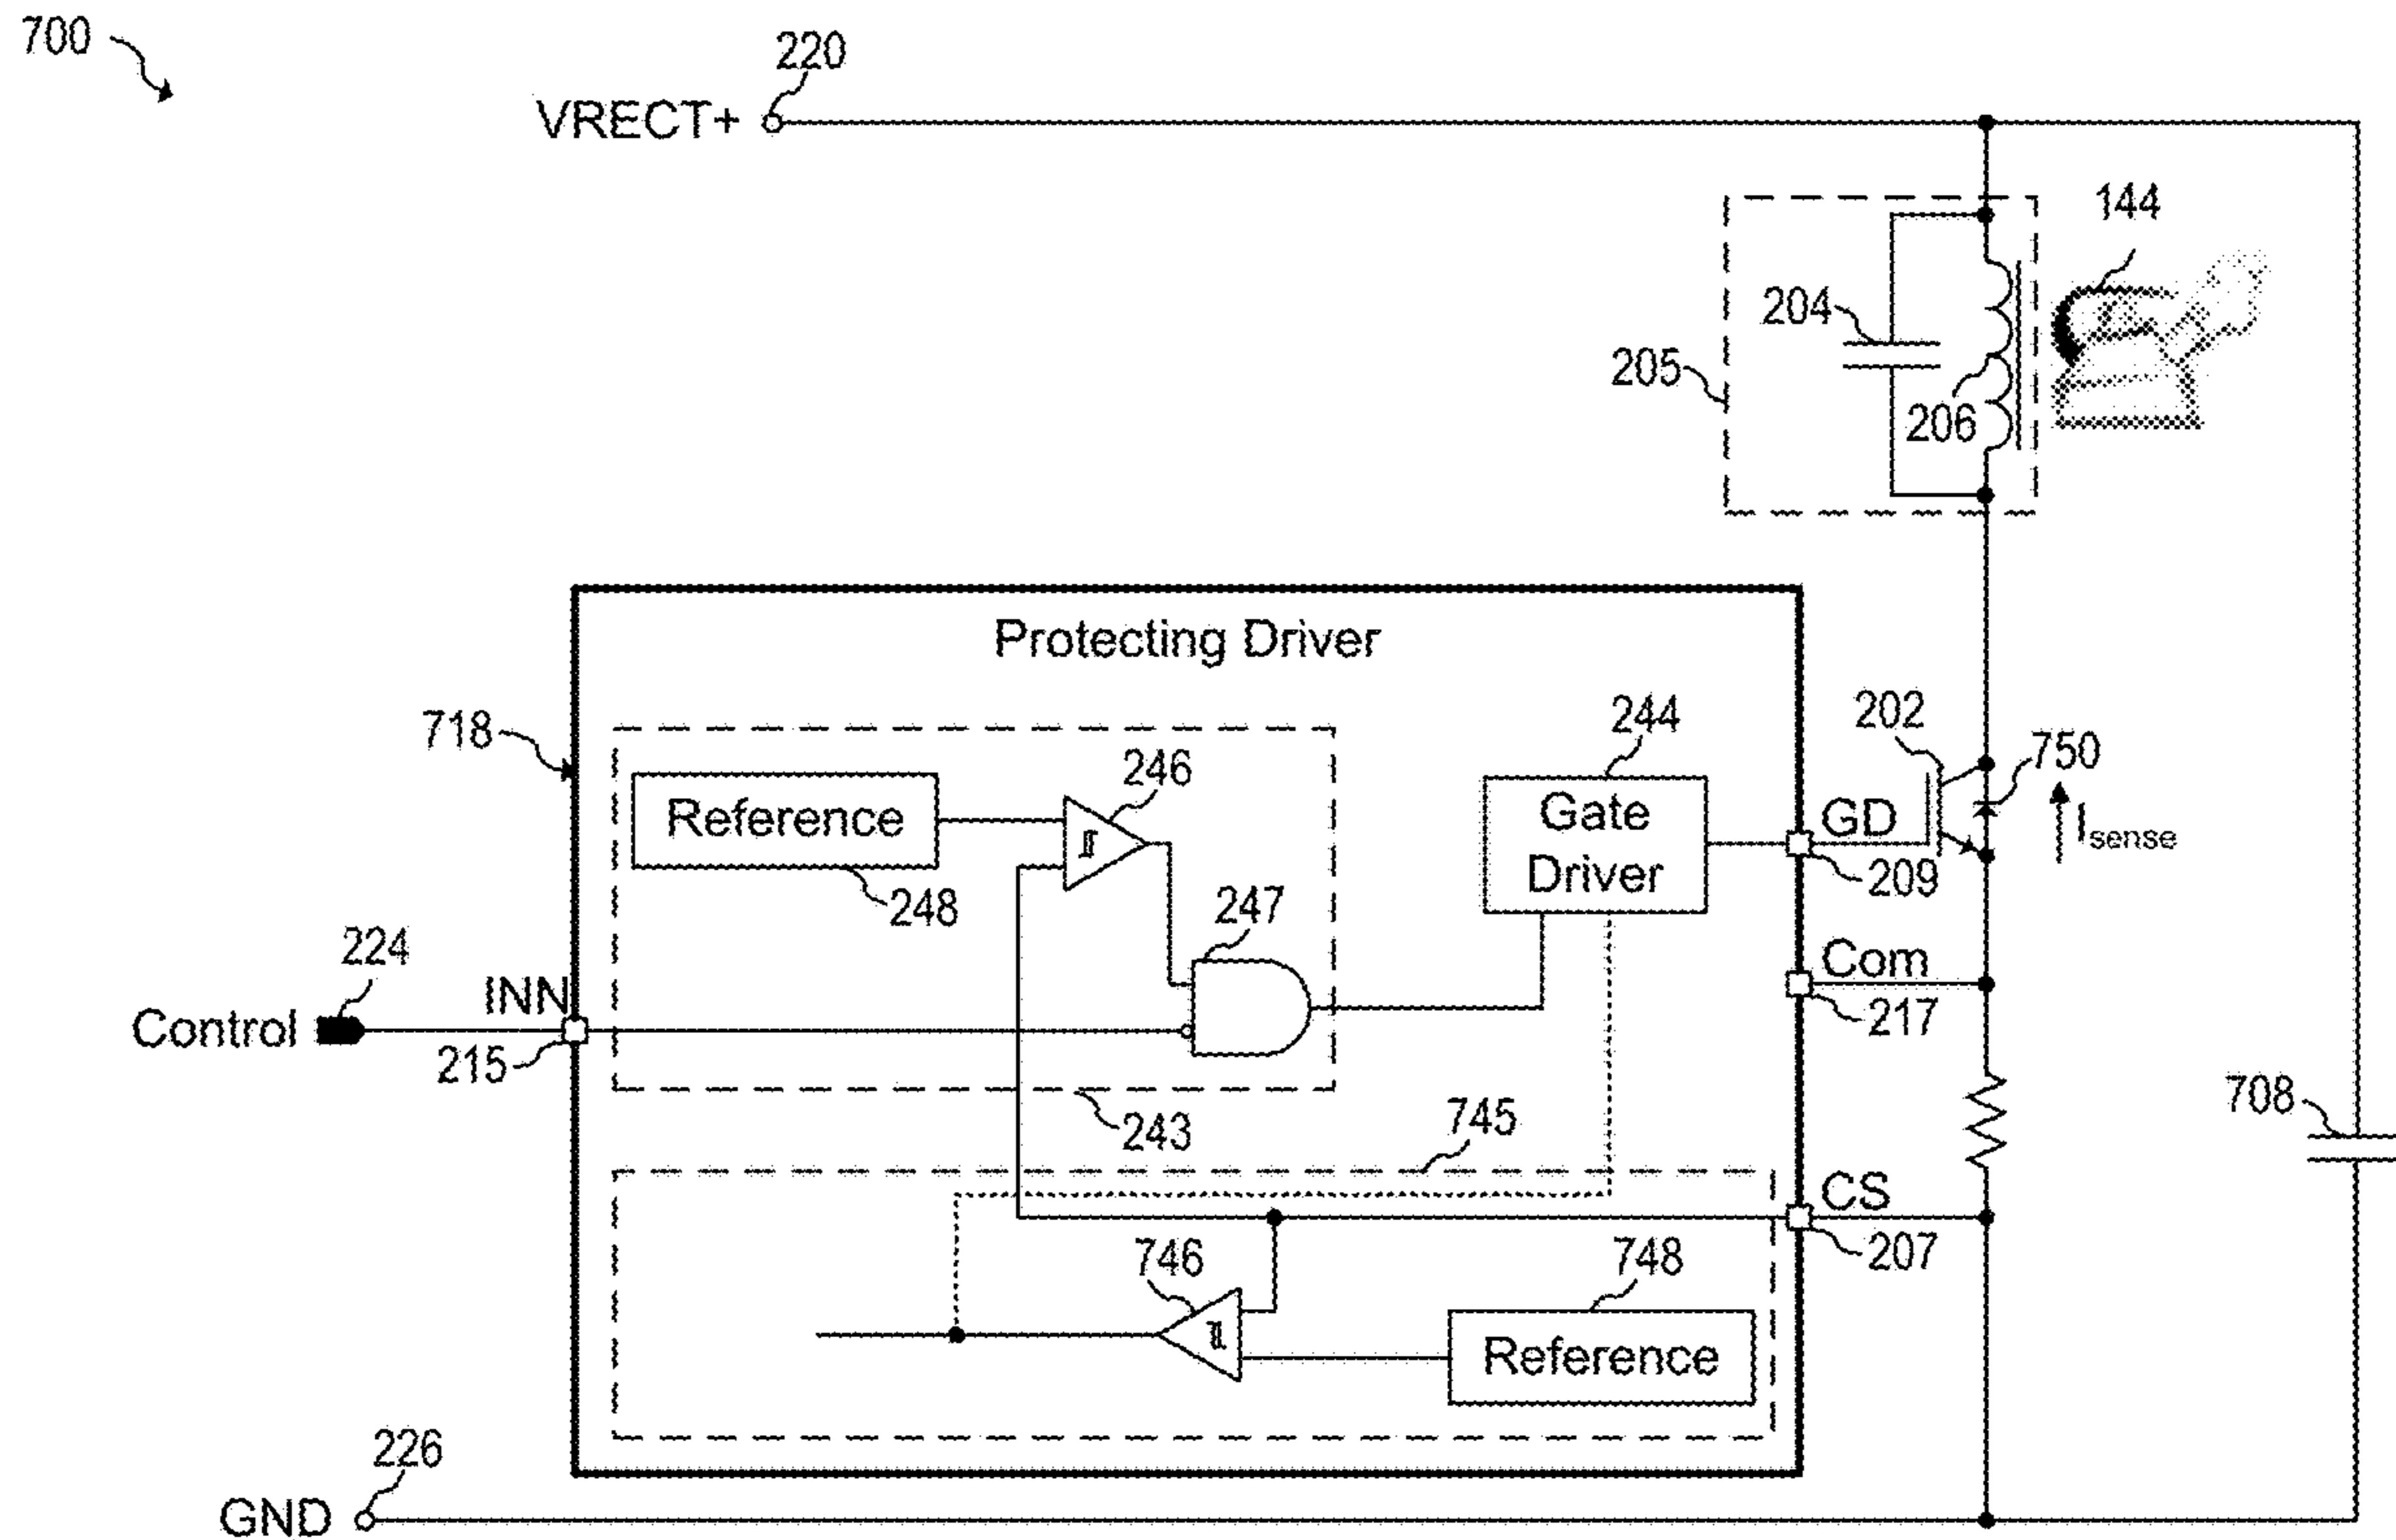 700
220
VRECT+
144
204
205
206
Protecting Driver
718
246
244
202
750
Reference
Gate
Driver
GD
Isense
248
209
247
224
INN
Com
Control
215
217
243
745
708
CS
746
748
207
Reference
226
GND